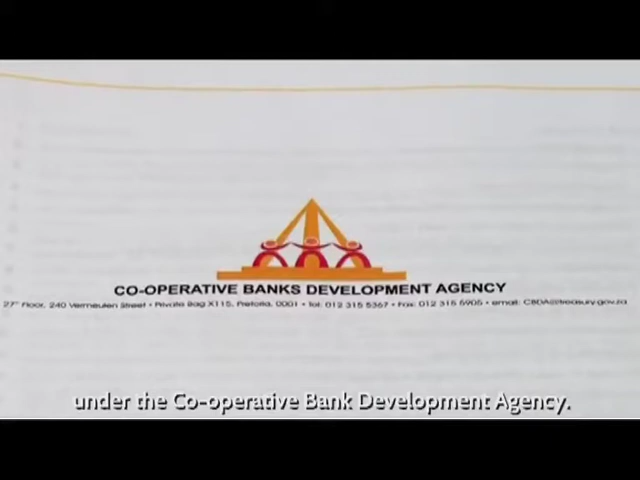 CO-OPERATIVE BANKS DEVELOPMENT AGENCY
27th Floor, 240 Vermeulen Street • Private Bag X115, Pretoria, 0001 • tel: 012 315 5367 • Fax: 012 315 5905 • email: CBDA@treasury.gov.za
under the Co-operative Bank Development Agency.